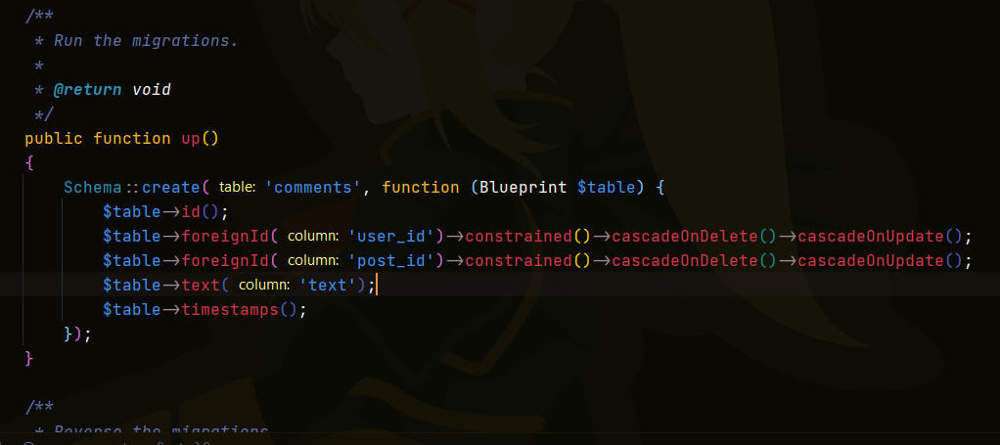 /**
 * Run the migrations.
 *
 * @return void
 */
public function up()
{
    Schema::create( table: 'comments', function (Blueprint $table) {
        $table->id();
        $table->foreignId( column: 'user_id')->constrained()->cascadeOnDelete()->cascadeOnUpdate();
        $table->foreignId( column: 'post_id')->constrained()->cascadeOnDelete()->cascadeOnUpdate();
        $table->text( column: 'text');
        $table->timestamps();
    });
}
/**
 * Reverse the migrations